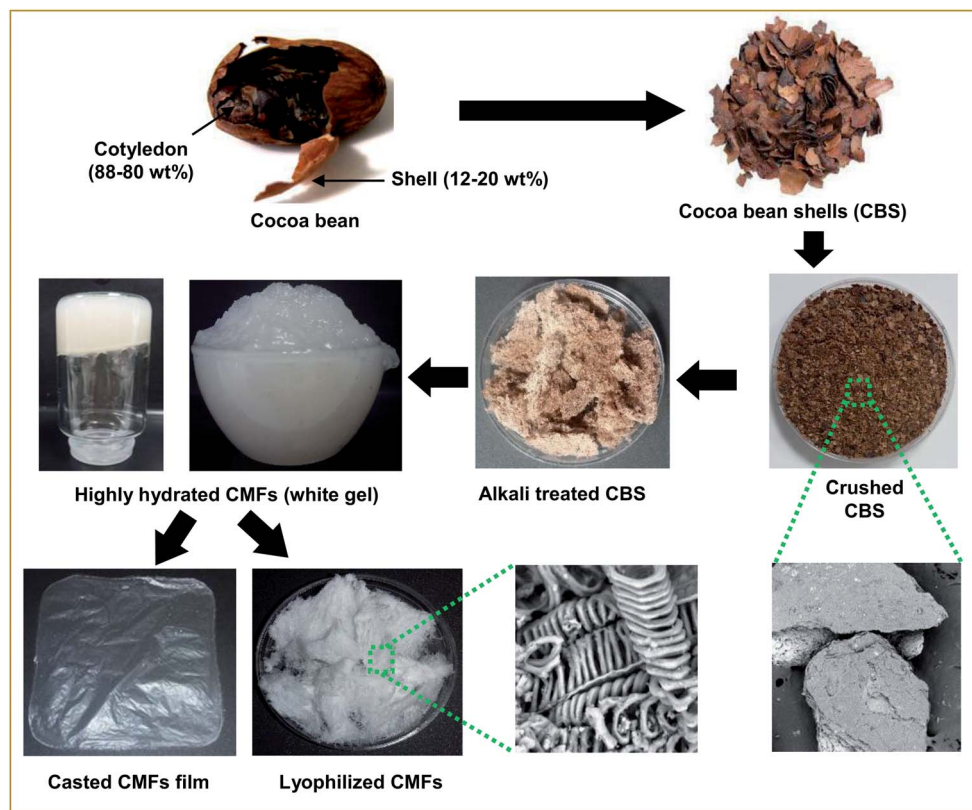 Cotyledon
(88-80 wt%)
Shell (12-20 wt%)
Cocoa bean
Cocoa bean shells (CBS)
Highly hydrated CMFs (white gel)
Alkali treated CBS
Crushed
CBS
Casted CMFs film
Lyophilized CMFs